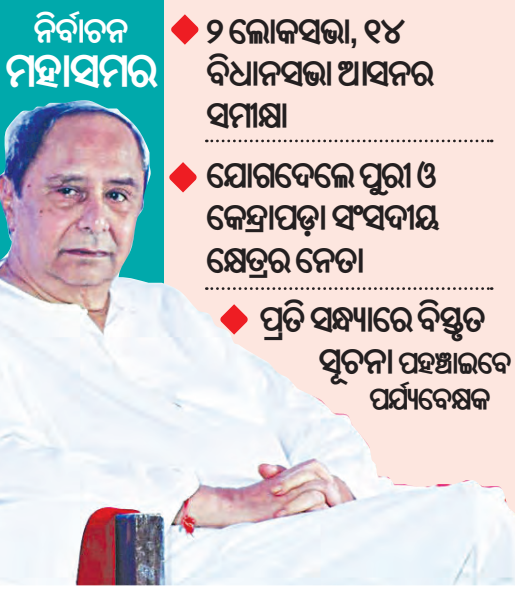 ନିର୍ବାଚନ
ମହାସମର
୨ ଲୋକସଭା, ୧୪
ବିଧାନସଭା ଆସନର
ସମୀକ୍ଷା
ଯୋଗଦେଲେ ପୁରୀ ଓ
କେନ୍ଦ୍ରାପଡ଼ା ସଂସଦୀୟ
କ୍ଷେତ୍ରର ନେତା
ପ୍ରତି ସନ୍ଧ୍ୟାରେ ବିସ୍ତୃତ
ସୂଚନା ପହଞ୍ଚାଇବେ
ପର୍ଯ୍ୟବେକ୍ଷକ